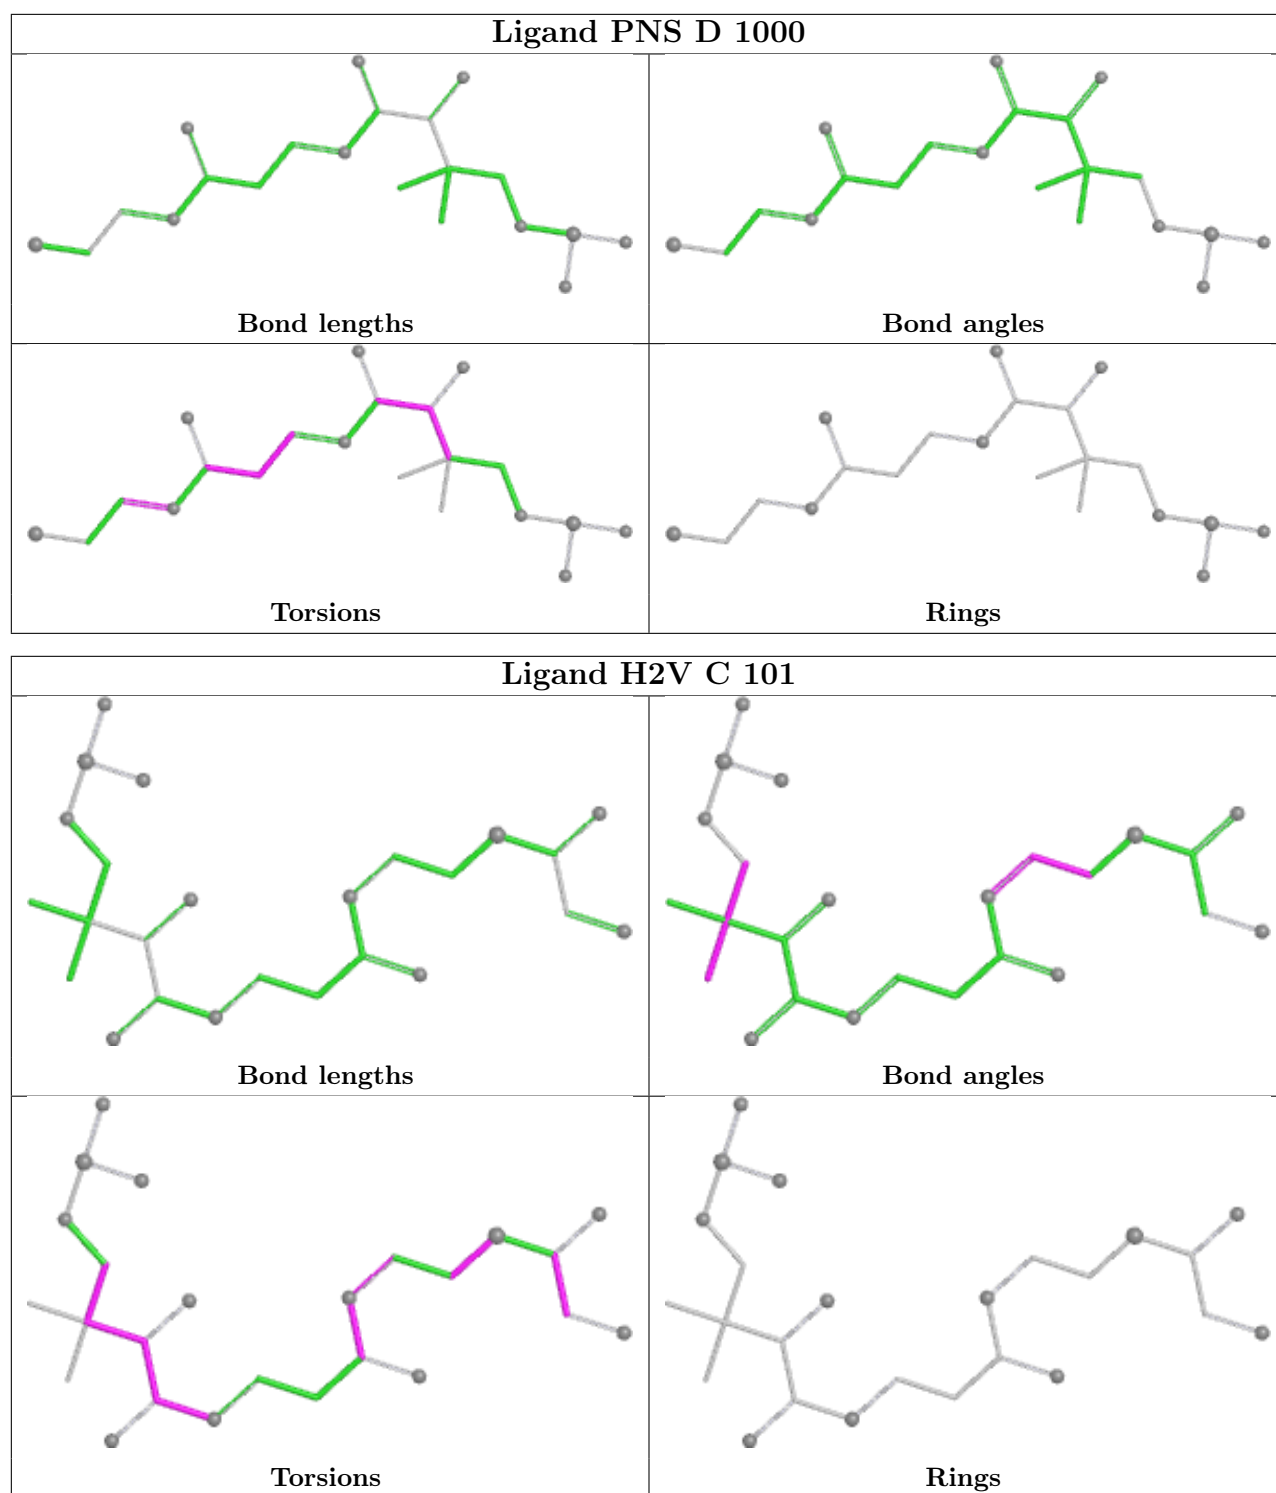 Ligand PNS D 1000
Bond lengths
Bond angles
Torsions
Rings
Ligand H2V C 101
Bond lengths
Bond angles
Torsions
Rings